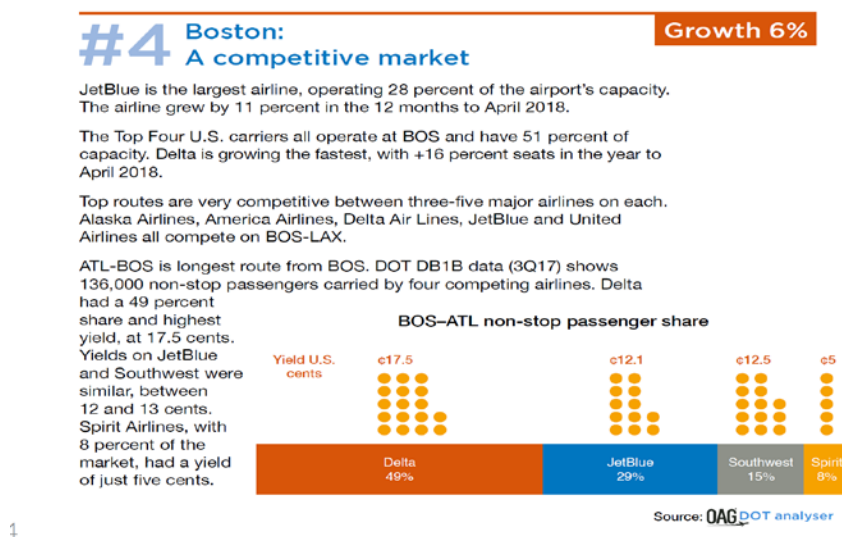 #4 Boston:
A competitive market
Growth 6%
JetBlue is the largest airline, operating 28 percent of the airport's capacity.
The airline grew by 11 percent in the 12 months to April 2018.
The Top Four U.S. carriers all operate at BOS and have 51 percent of
capacity. Delta is growing the fastest, with +16 percent seats in the year to
April 2018.
Top routes are very competitive between three-five major airlines on each.
Alaska Airlines, America Airlines, Delta Air Lines, JetBlue and United
Airlines all compete on BOS-LAX.
ATL-BOS is longest route from BOS. DOT DB1B data (3Q17) shows
136,000 non-stop passengers carried by four competing airlines. Delta
had a 49 percent
share and highest
yield, at 17.5 cents.
Yields on JetBlue
and Southwest were
similar, between
12 and 13 cents.
Spirit Airlines, with
8 percent of the
market, had a yield
of just five cents.
BOS–ATL non-stop passenger share
Yield U.S.
cents
¢17.5
¢12.1
¢12.5
¢5
Delta
49%
JetBlue
29%
Southwest
15%
Spirit
8%
Source: OAG DOT analyser
1